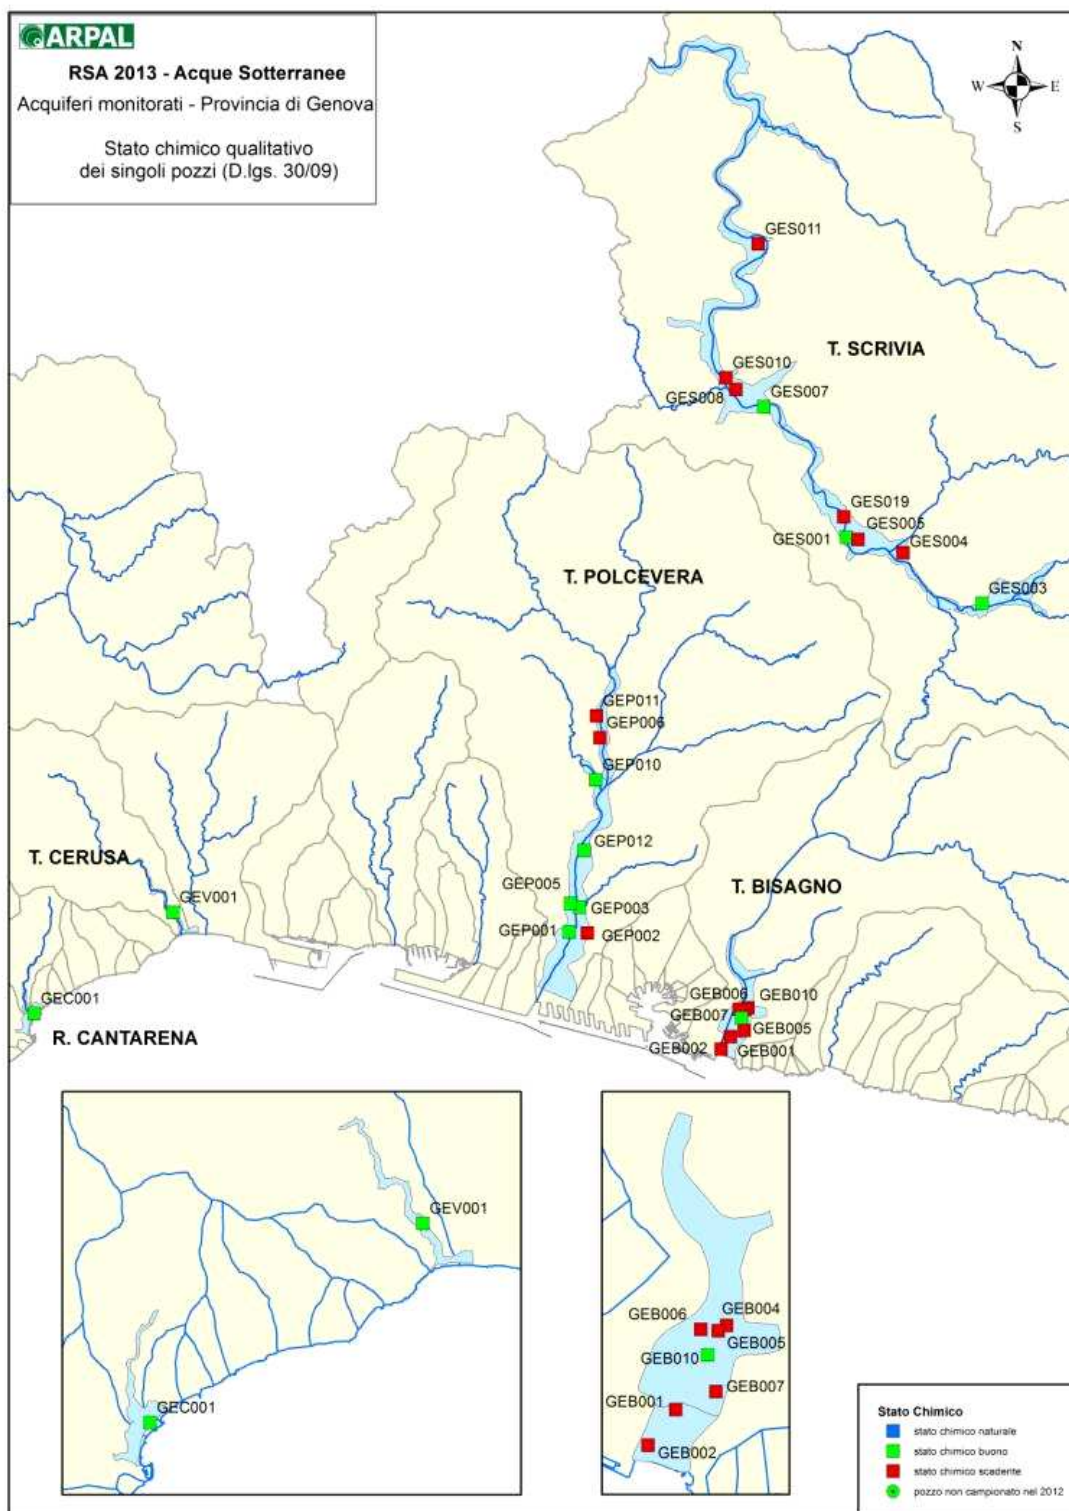 ARPAL
RSA 2013 - Acque Sotterranee
Acquiferi monitorati - Provincia di Genova
Stato chimico qualitativo
dei singoli pozzi (D.lgs. 30/09)
N
W E
S
GES011
T. SCRIVIA
GES010
GES008
GES007
GES019
GES005
GES001
GES004
T. POLCEVERA
GES003
GEP011
GEP006
GEP010
GEP012
T. CERUSA
T. BISAGNO
GEP005
GEV001
GEP003
GEP001
GEP002
GEB006
GEB010
GEC001
GEB007
GEB005
R. CANTARENA
GEB002
GEB001
GEV001
GEC001
GEB004
GEB006
GEB005
GEB010
GEB007
GEB001
GEB002
Stato Chimico
stato chimico naturale
stato chimico buono
stato chimico scadente
pozzo non campionato nel 2012